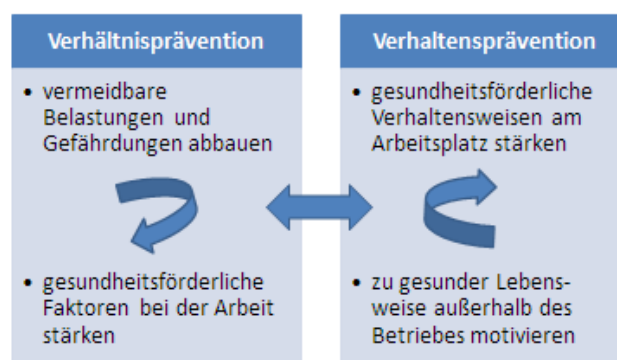 Verhältnisprävention
• vermeidbare
Belastungen und
Gefährdungen abbauen
• gesundheitsförderliche
Faktoren bei der Arbeit
stärken
Verhaltensprävention
• gesundheitsförderliche
Verhaltensweisen am
Arbeitsplatz stärken
• zu gesunder Lebens-
weise außerhalb des
Betriebes motivieren